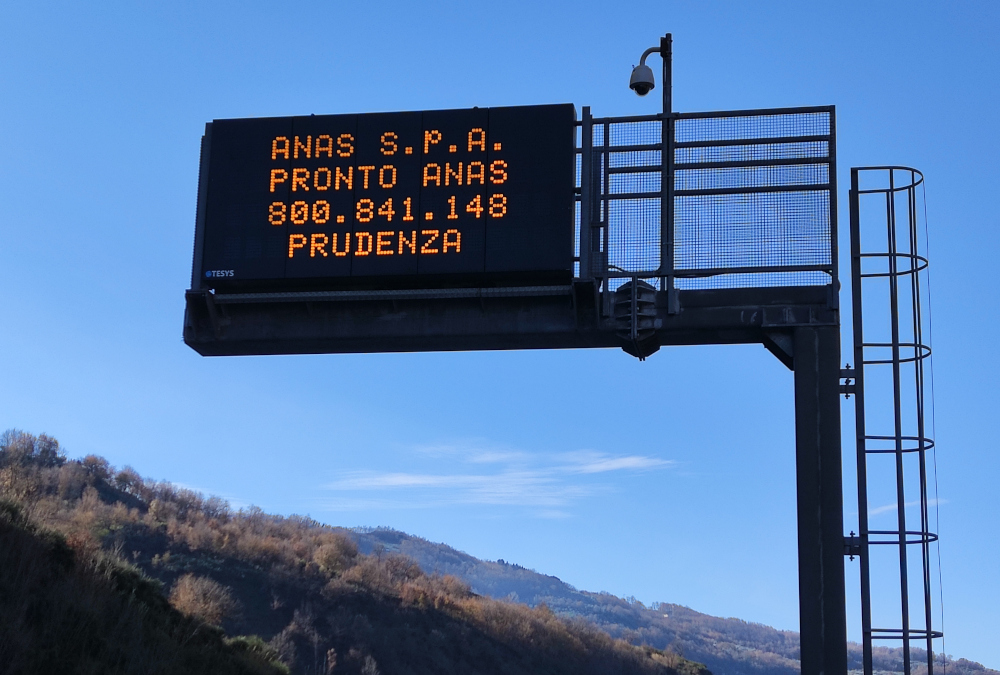 ANAS S.P.A.
PRONTO ANAS
800.841.148
PRUDENZA
TESYS